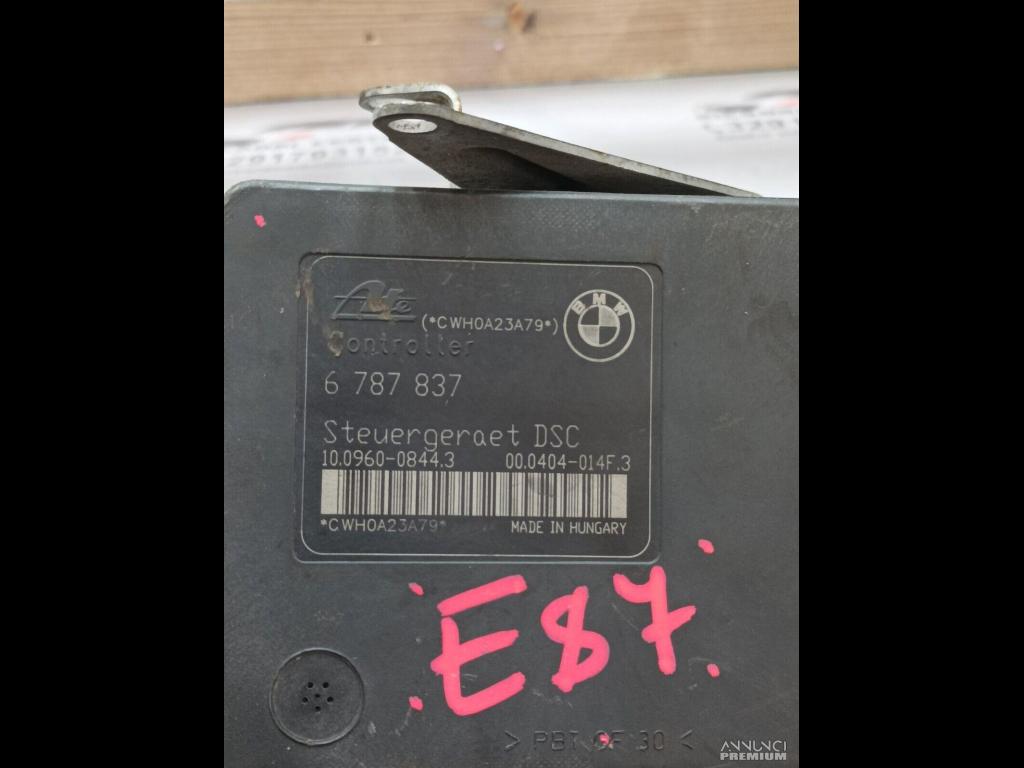 Ate
(*CWH0A23A79*)
BMW
Controller
6 787 837
Steuergeraet DSC
10.0960-0844.3 00.0404-014F.3
*CWH0A23A79*
MADE IN HUNGARY
E87
> PBT GF 30 <
ANNUNCI
PREMIUM